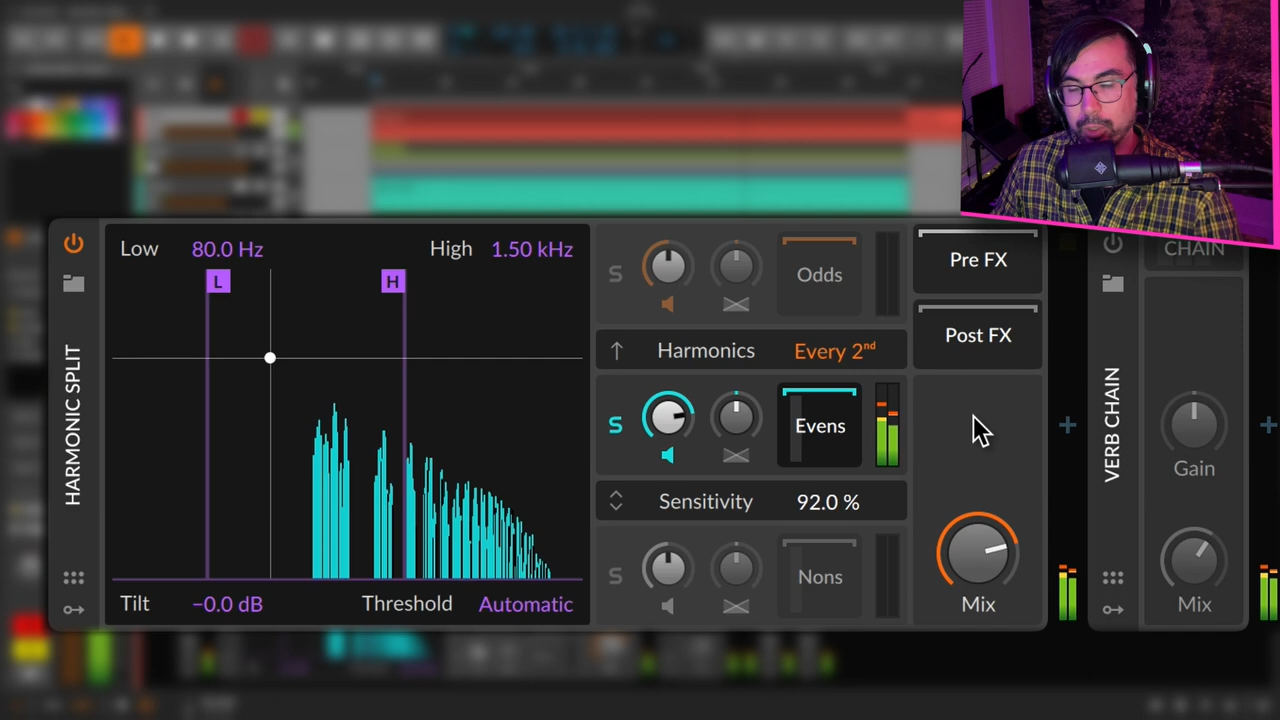 Low 80.0 Hz High 1.50 kHz
L H
HARMONIC SPLIT
Tilt −0.0 dB Threshold Automatic
S Odds
Harmonics Every 2nd
S Evens
Sensitivity 92.0 %
S Nons
Pre FX
Post FX
Mix
VERB CHAIN
CHAIN
Gain
Mix